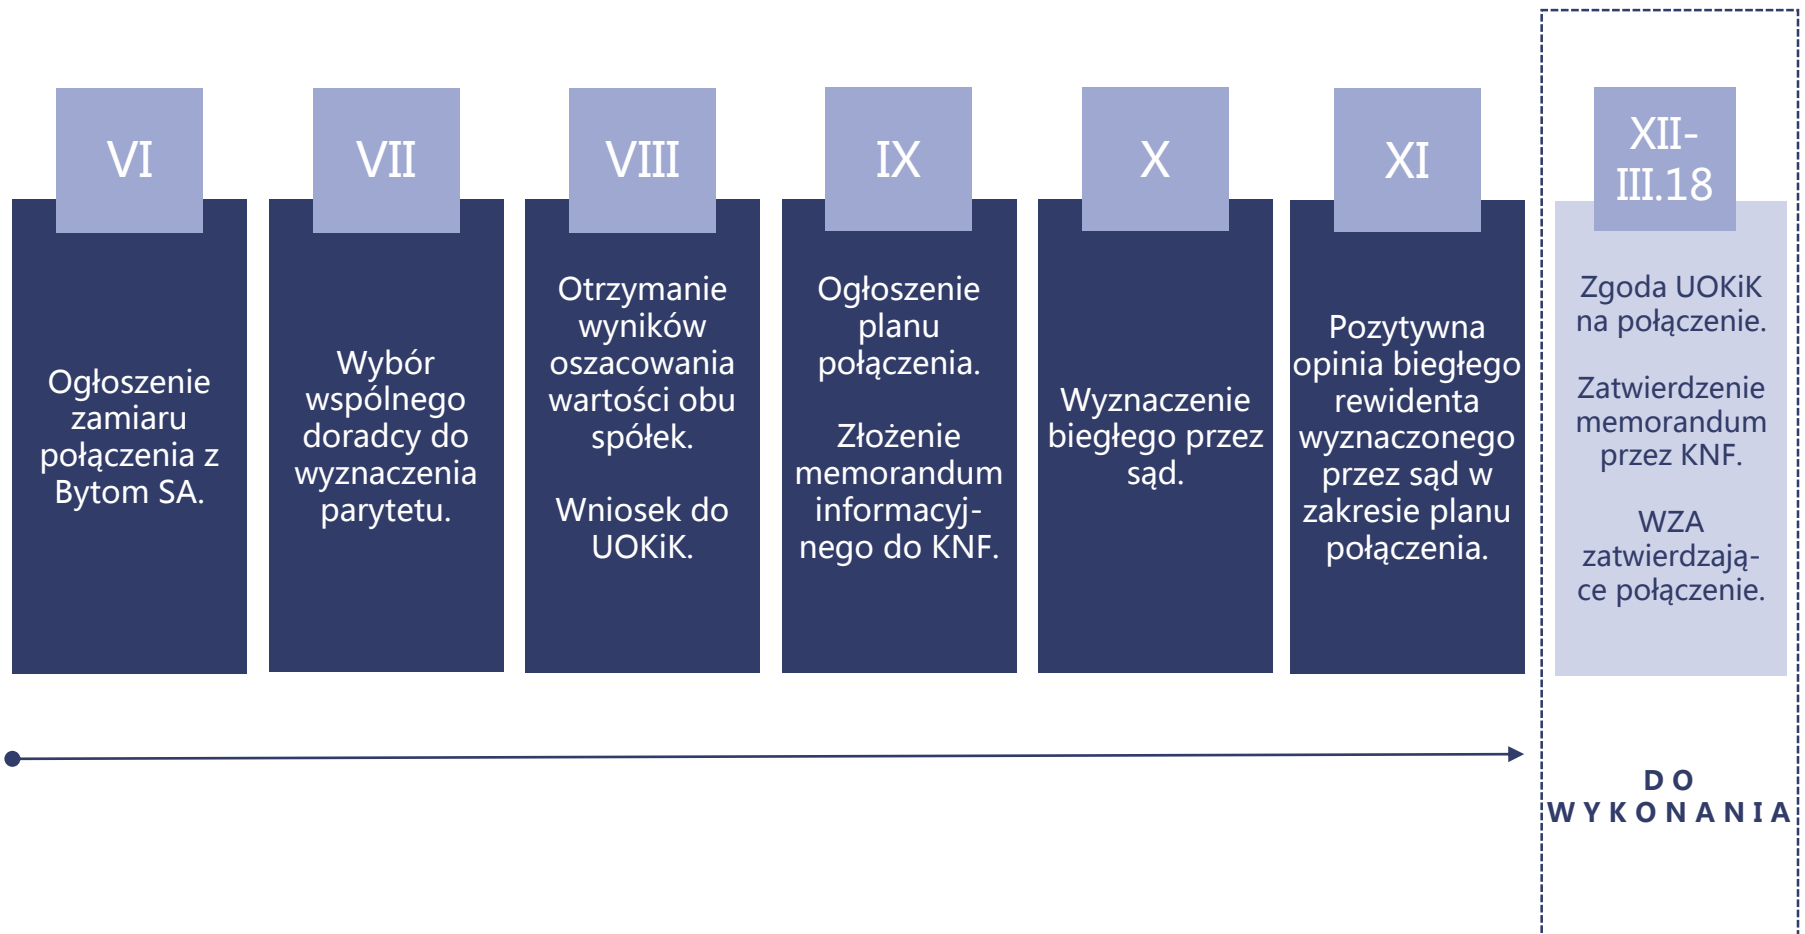 VI
Ogłoszenie
zamiaru
połączenia z
Bytom SA.
VII
Wybór
wspólnego
doradcy do
wyznaczenia
parytetu.
VIII
Otrzymanie
wyników
oszacowania
wartości obu
spółek.
Wniosek do
UOKiK.
IX
Ogłoszenie
planu
połączenia.
Złożenie
memorandum
informacyj-
nego do KNF.
X
Wyznaczenie
biegłego przez
sąd.
XI
Pozytywna
opinia biegłego
rewidenta
wyznaczonego
przez sąd w
zakresie planu
połączenia.
XII-
III.18
Zgoda UOKiK
na połączenie.
Zatwierdzenie
memorandum
przez KNF.
WZA
zatwierdzają-
ce połączenie.
DO
WYKONANIA